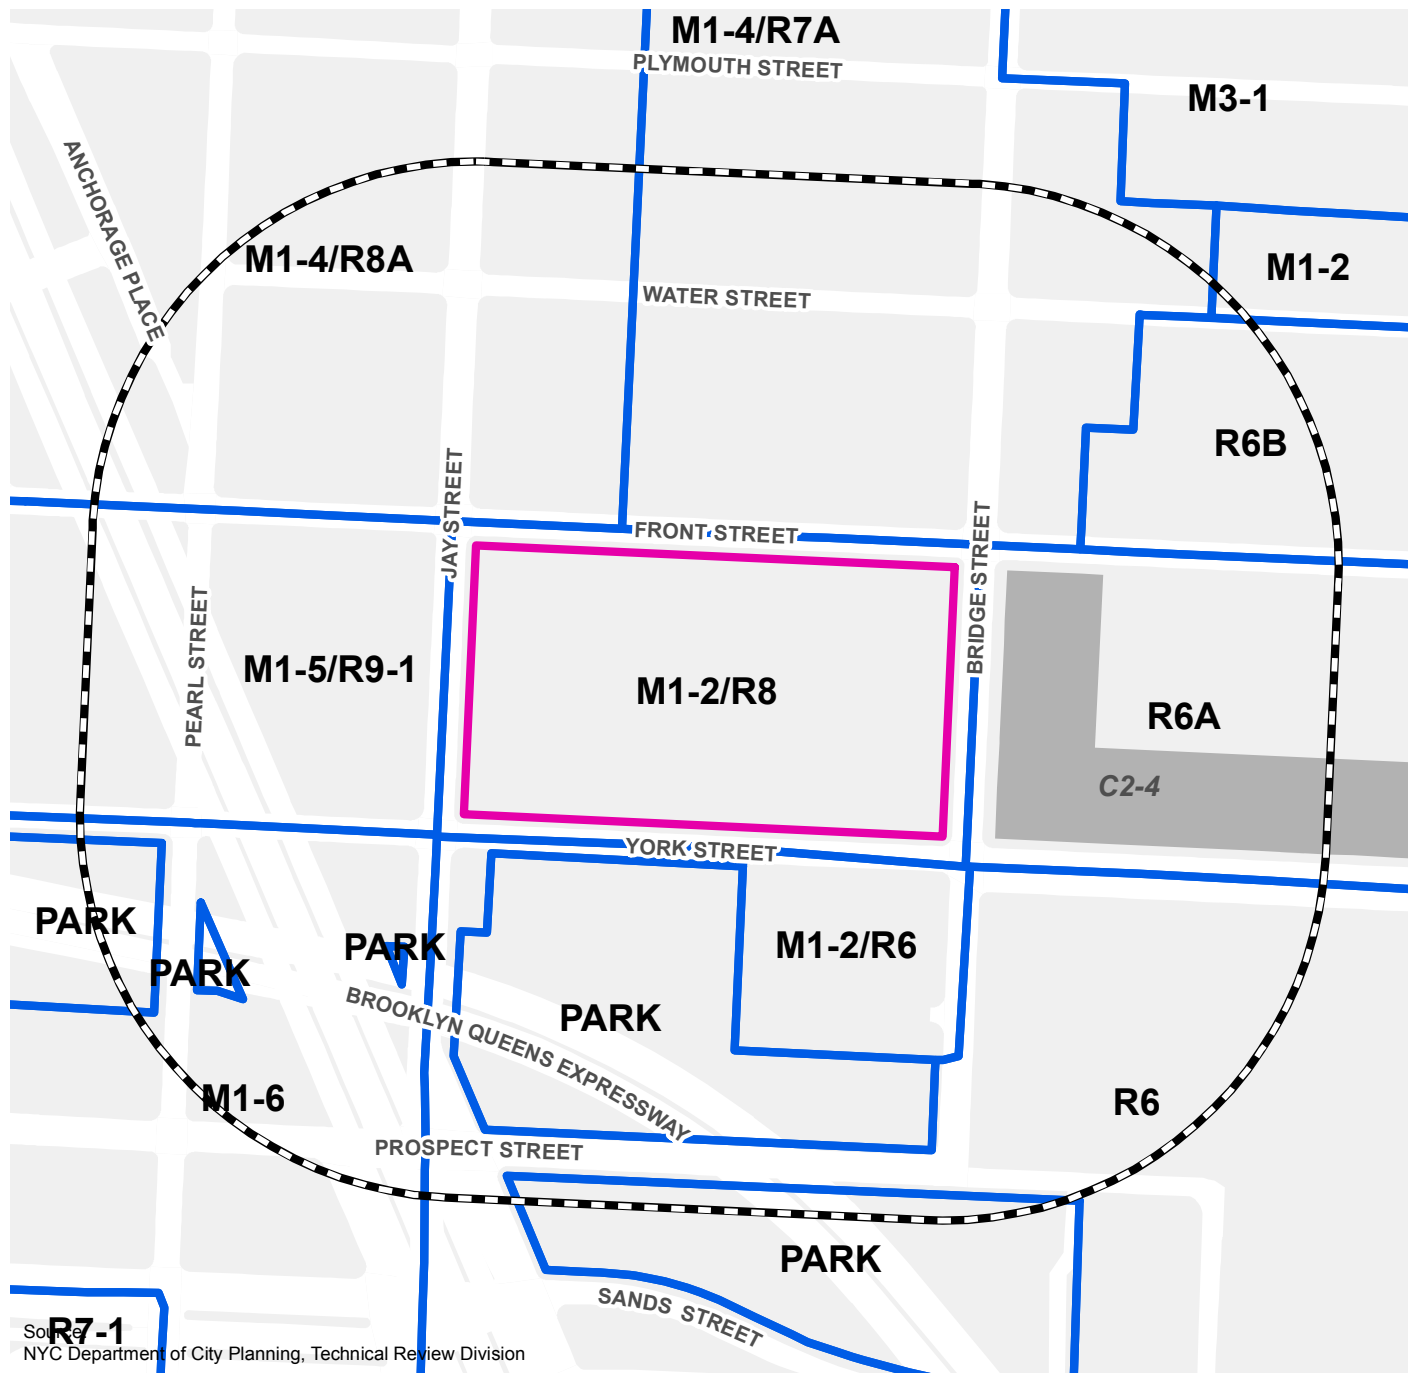 M1-4/R7A
PLYMOUTH STREET
M3-1
ANCHORAGE PLACE
M1-4/R8A
M1-2
WATER STREET
R6B
JAY STREET
FRONT STREET
BRIDGE STREET
PEARL STREET
M1-5/R9-1
M1-2/R8
R6A
C2-4
YORK STREET
PARK
PARK
PARK
M1-2/R6
PARK
BROOKLYN QUEENS EXPRESSWAY
M1-6
R6
PROSPECT STREET
PARK
SANDS STREET
R7-1
Source:
NYC Department of City Planning, Technical Review Division